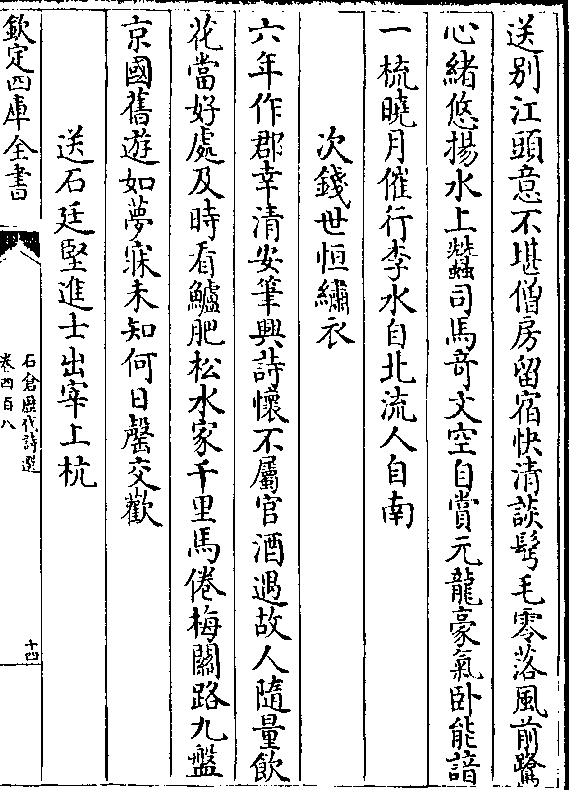 送别江頭意不堪僧房留宿快清談髩毛零落風前鷺
心緒悠揚水上蠶司馬竒文空自賞元龍豪氣卧能諳
一梳曉月催行李水自北流人自南
次錢世恒繡衣
六年作郡幸清安筆興詩懷不屬官酒遇故人隨量飲
花當好處及時看鱸肥松水家千里馬倦梅關路九盤
京國舊遊如夢寐未知何日罄交歡
送石廷堅進士出宰上杭
欽定四庫全書
石倉歴代詩選
卷四百八
十四